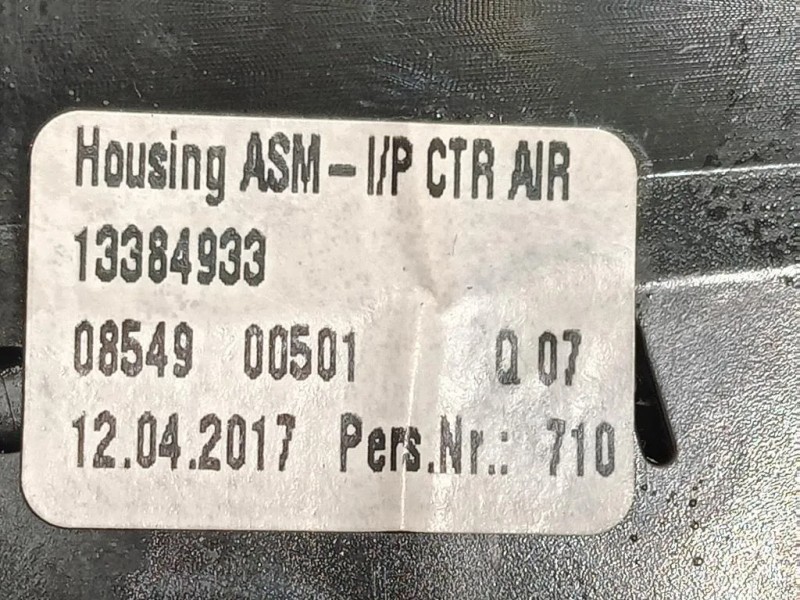 Housing ASM - I/P CTR AIR
13384933
08549 00501 Q 07
12.04.2017 Pers.Nr.: 710